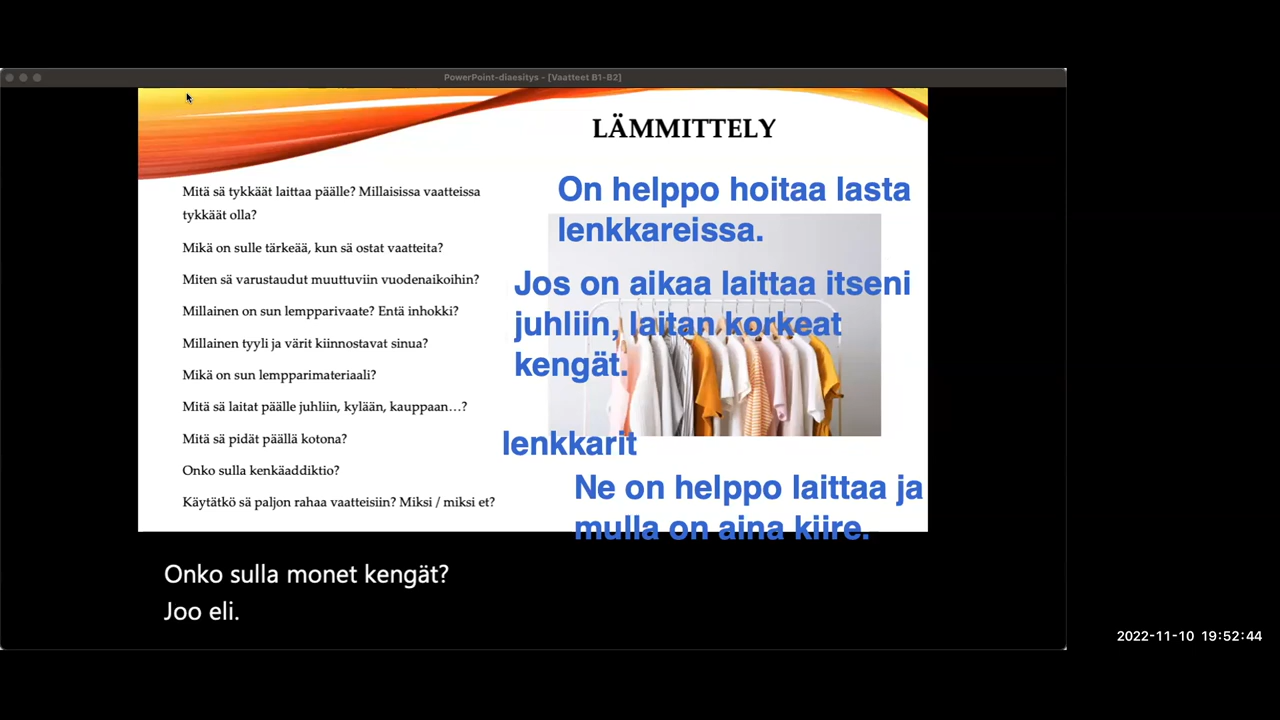 PowerPoint-diaesitys - [Vaatteet B1-B2]
LÄMMITTELY
Mitä sä tykkäät laittaa päälle? Millaisissa vaatteissa
tykkäät olla?
Mikä on sulle tärkeää, kun sä ostat vaatteita?
Miten sä varustaudut muuttuviin vuodenaikoihin?
Millainen on sun lempparivaate? Entä inhokki?
Millainen tyyli ja värit kiinnostavat sinua?
Mikä on sun lempparimateriaali?
Mitä sä laitat päälle juhliin, kylään, kauppaan…?
Mitä sä pidät päällä kotona?
Onko sulla kenkäaddiktio?
Käytätkö sä paljon rahaa vaatteisiin? Miksi / miksi et?
On helppo hoitaa lasta
lenkkareissa.
Jos on aikaa laittaa itseni
juhliin, laitan korkeat
kengät.
lenkkarit
Ne on helppo laittaa ja
mulla on aina kiire.
Onko sulla monet kengät?
Joo eli.
2022-11-10 19:52:44